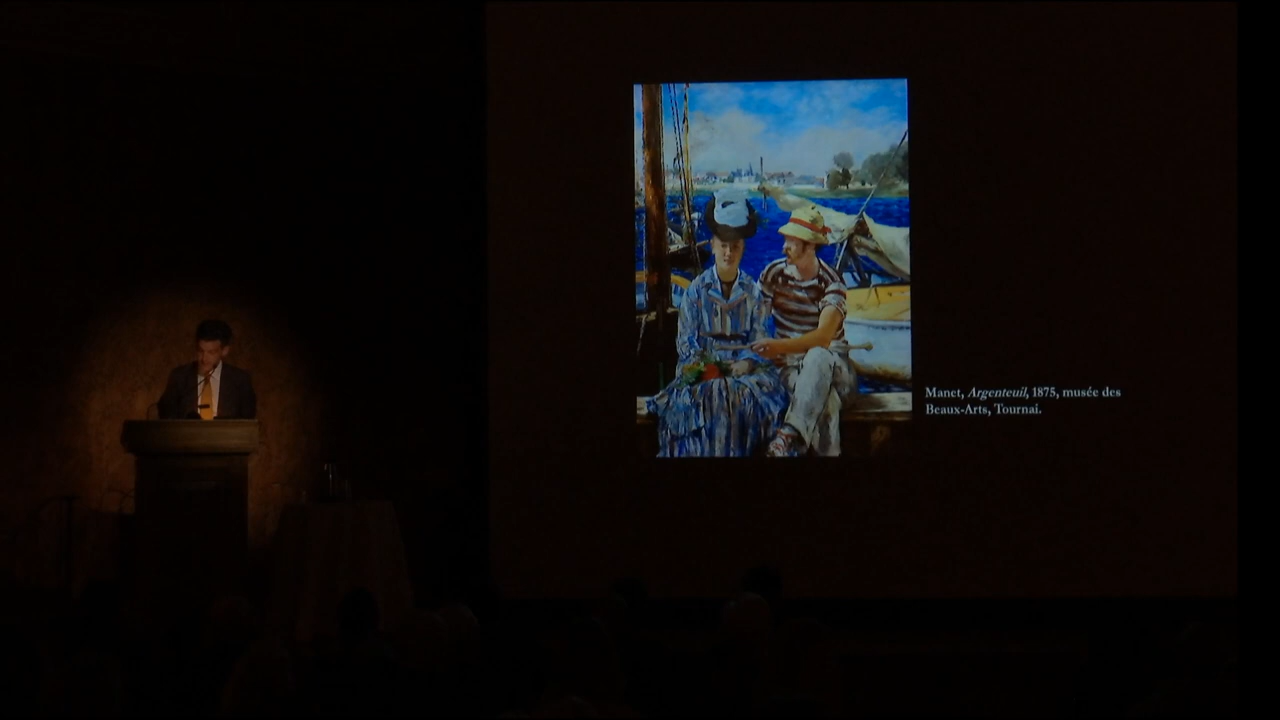 Manet, Argenteuil, 1875, musée des
Beaux-Arts, Tournai.